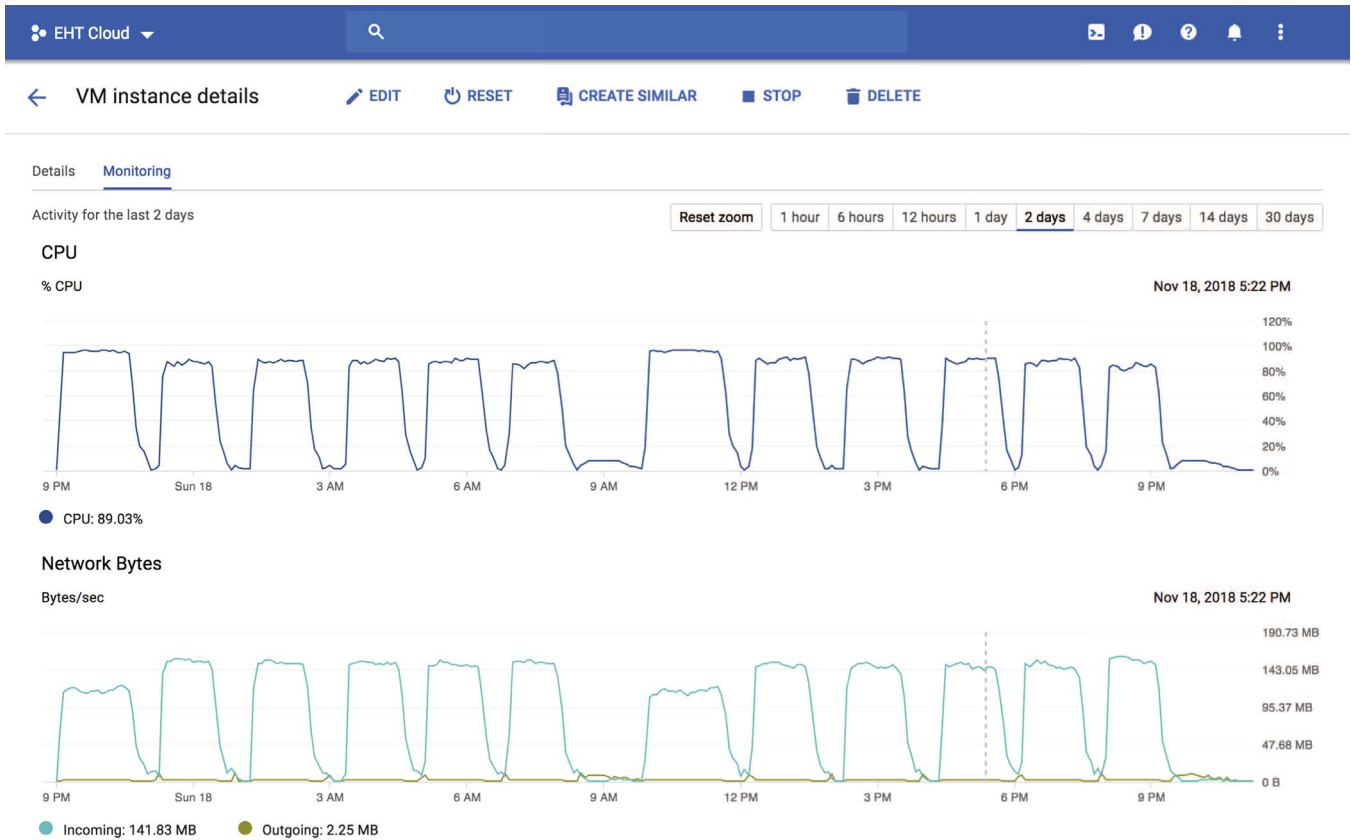 EHT Cloud
VM instance details EDIT RESET CREATE SIMILAR STOP DELETE
Details Monitoring
Activity for the last 2 days Reset zoom 1 hour 6 hours 12 hours 1 day 2 days 4 days 7 days 14 days 30 days
CPU
% CPU Nov 18, 2018 5:22 PM
120%
100%
80%
60%
40%
20%
0%
9 PM Sun 18 3 AM 6 AM 9 AM 12 PM 3 PM 6 PM 9 PM
CPU: 89.03%
Network Bytes
Bytes/sec Nov 18, 2018 5:22 PM
190.73 MB
143.05 MB
95.37 MB
47.68 MB
0 B
9 PM Sun 18 3 AM 6 AM 9 AM 12 PM 3 PM 6 PM 9 PM
Incoming: 141.83 MB Outgoing: 2.25 MB